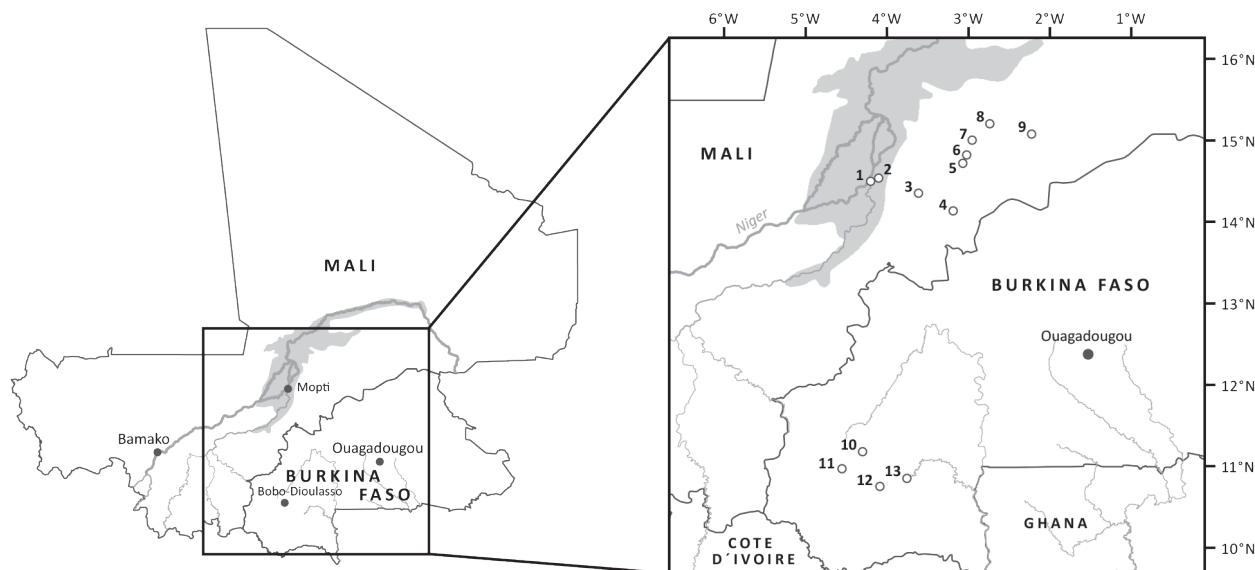 MALI
Mopti
Bamako
Ouagadougou
BURKINA
FASO
Bobo-Dioulasso
6°W 5°W 4°W 3°W 2°W 1°W
16°N
15°N
14°N
13°N
12°N
11°N
10°N
MALI
Niger
1
2
3
4
5
6
7
8
9
BURKINA FASO
Ouagadougou
10
11
12
13
GHANA
COTE
D´IVOIRE